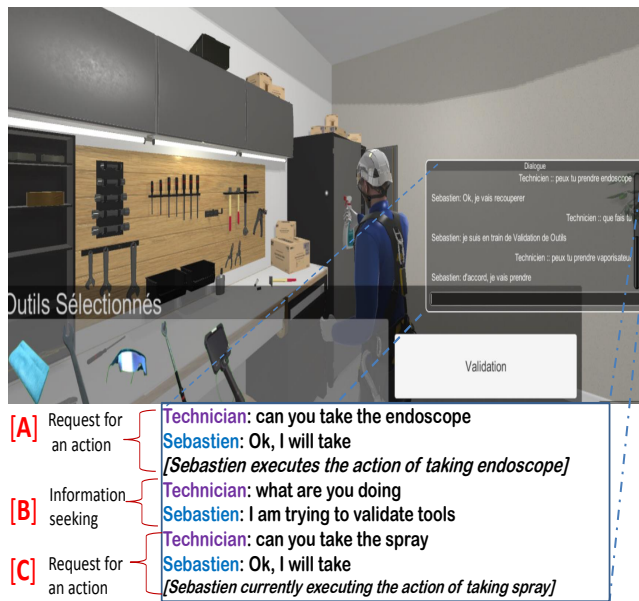 Dialogue
Technicien :: peux tu prendre endoscope
Sebastien: Ok, je vais recouperer
Technicien :: que fais tu
Sebastien: je suis en train de Validation de Outils
Technicien :: peux tu prendre vaporisateur
Sebastien: d'accord, je vais prendre
Outils Sélectionnés
Validation
[A] Request for
an action
Technician: can you take the endoscope
Sebastien: Ok, I will take
[Sebastien executes the action of taking endoscope]
[B] Information
seeking
Technician: what are you doing
Sebastien: I am trying to validate tools
[C] Request for
an action
Technician: can you take the spray
Sebastien: Ok, I will take
[Sebastien currently executing the action of taking spray]